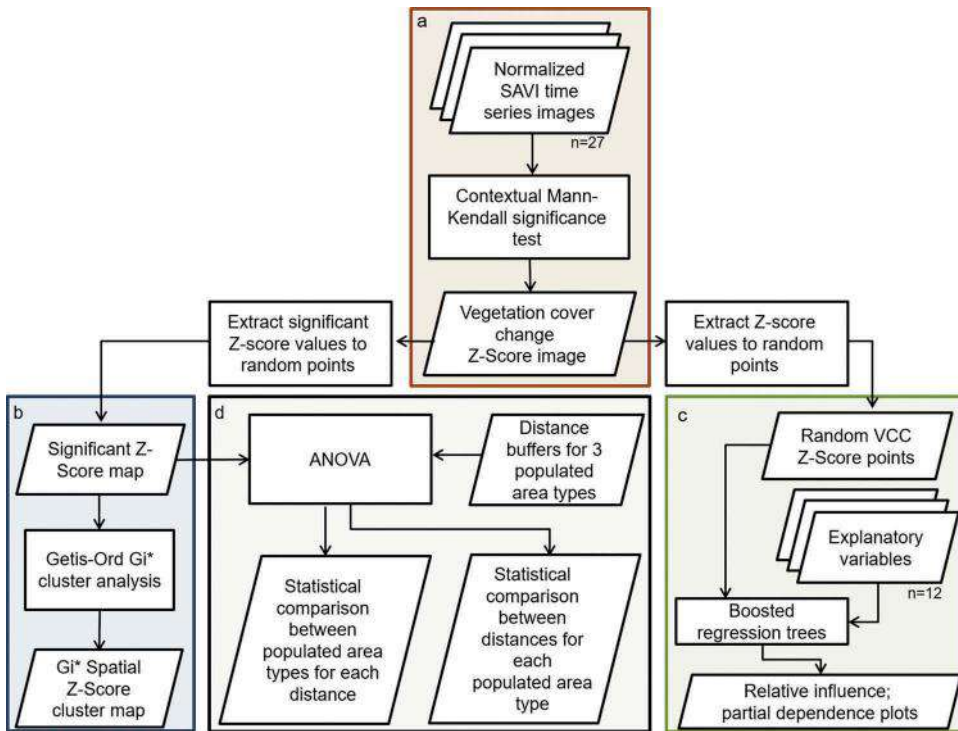 a
Normalized
SAVI time
series images
n=27
Contextual Mann-
Kendall significance
test
Vegetation cover
change
Z-Score image
Extract significant
Z-score values to
random points
Extract Z-score
values to random
points
b
Significant Z-
Score map
Getis-Ord Gi*
cluster analysis
Gi* Spatial
Z-Score
cluster map
d
ANOVA
Distance
buffers for 3
populated
area types
Statistical
comparison
between
populated area
types for each
distance
Statistical
comparison
between
distances for
each
populated area
type
c
Random VCC
Z-Score points
Explanatory
variables
n=12
Boosted
regression trees
Relative influence;
partial dependence plots